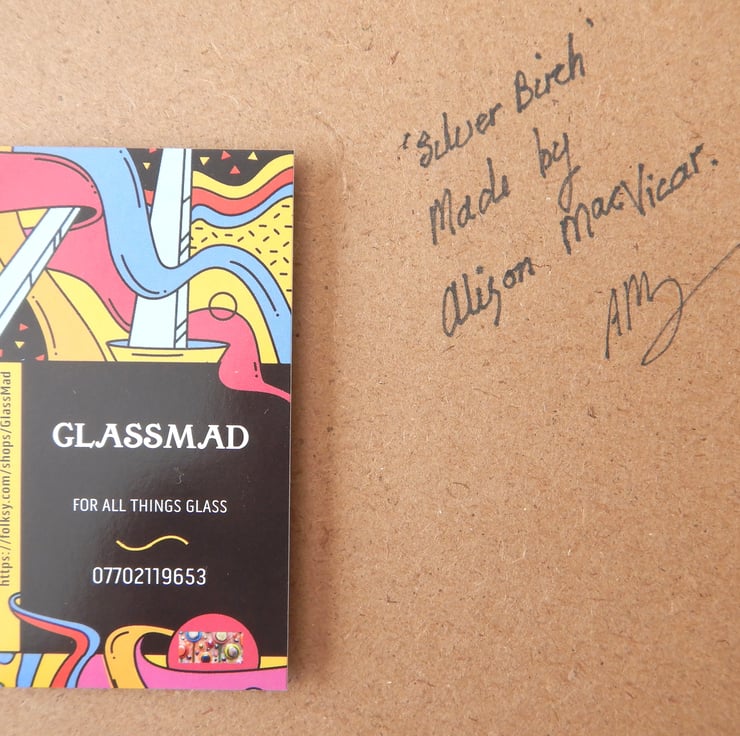 'Silver Birch'
Made by
Alison MacVicar.
AM
https://folksy.com/shops/GlassMad
GLASSMAD
FOR ALL THINGS GLASS
07702119653